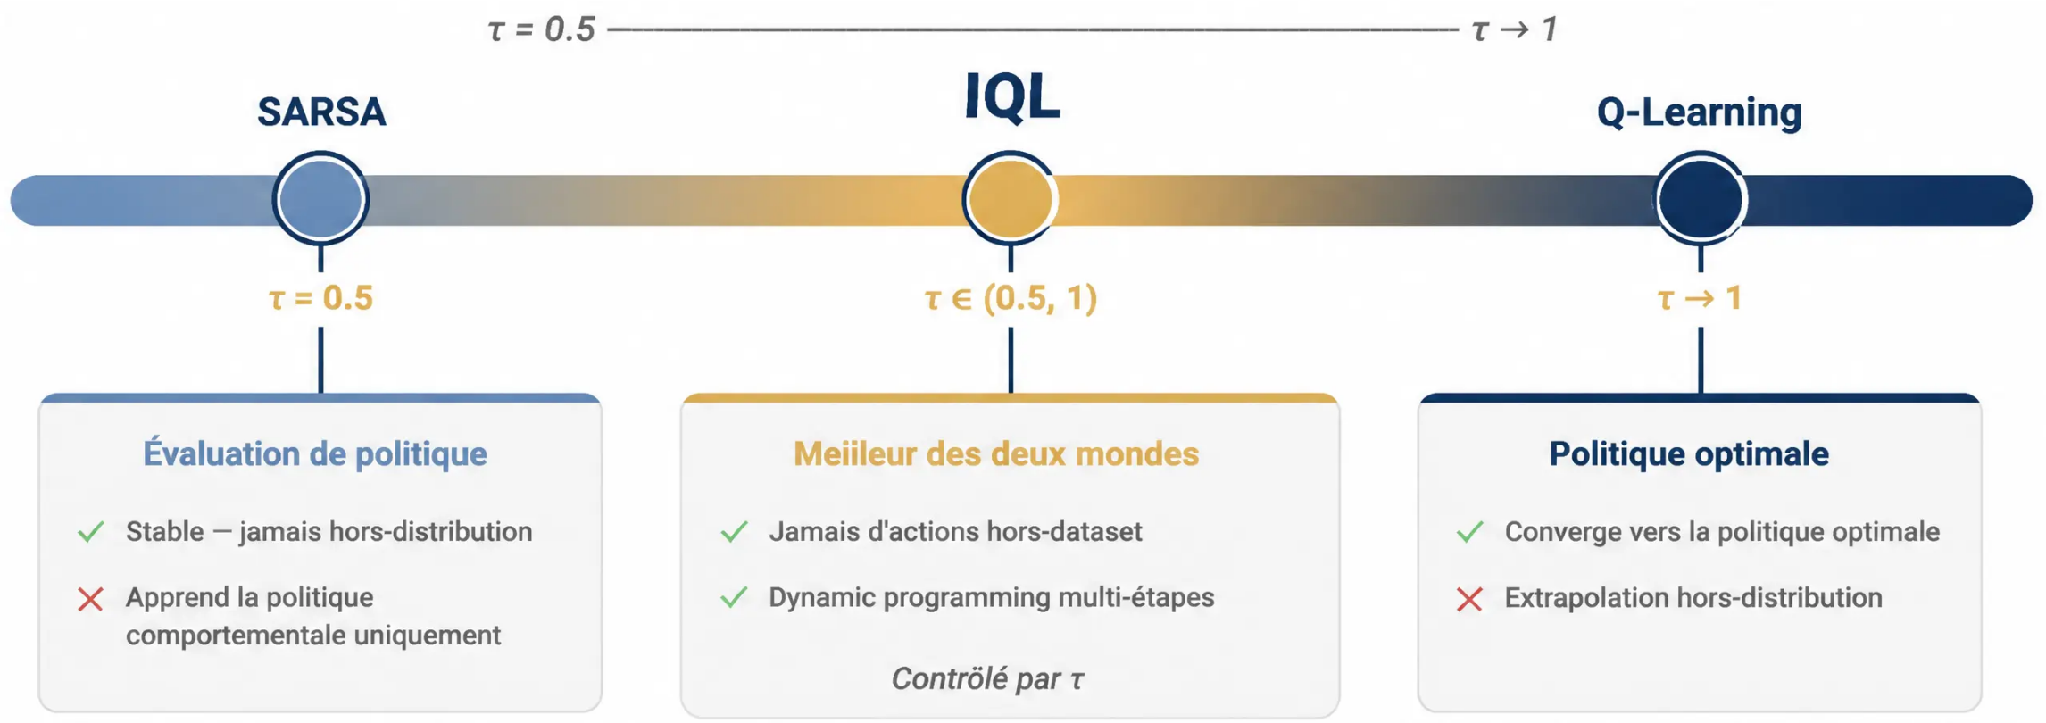 τ = 0.5 τ → 1
SARSA
IQL
Q-Learning
τ = 0.5
τ ∈ (0.5, 1)
τ → 1
Évaluation de politique
Stable — jamais hors-distribution
Apprend la politique
comportementale uniquement
Meiileur des deux mondes
Jamais d'actions hors-dataset
Dynamic programming multi-étapes
Contrölé par τ
Politique optimale
Converge vers la politique optimale
Extrapolation hors-distribution